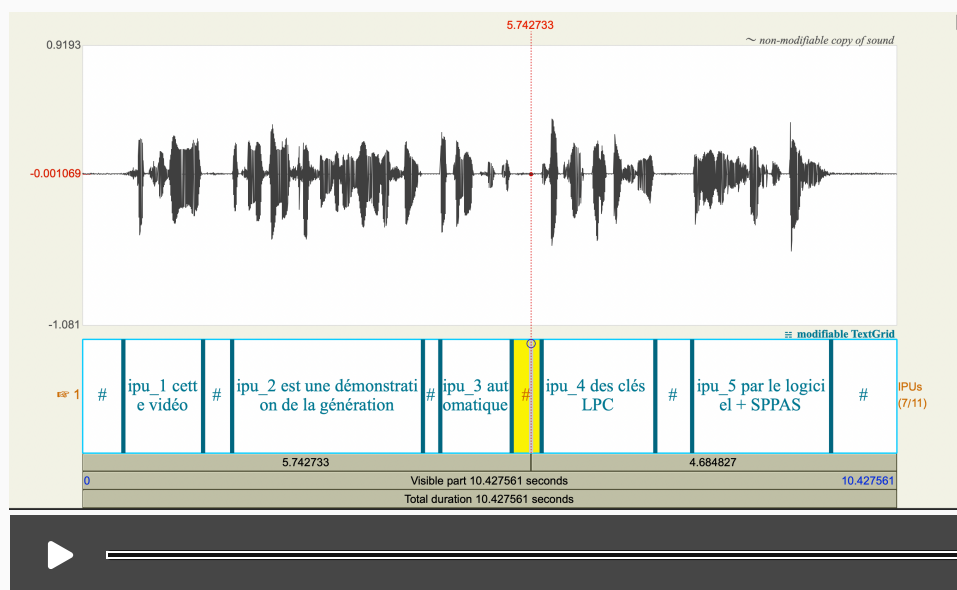 5.742733
0.9193
～ non-modifiable copy of sound
-0.001069
-1.081
modifiable TextGrid
☞ 1
#
ipu_1 cett
e vidéo
#
ipu_2 est une démonstrati
on de la génération
#
ipu_3 aut
omatique
#
ipu_4 des clés
LPC
#
ipu_5 par le logici
el + SPPAS
#
IPUs
(7/11)
5.742733
4.684827
0
Visible part 10.427561 seconds
10.427561
Total duration 10.427561 seconds